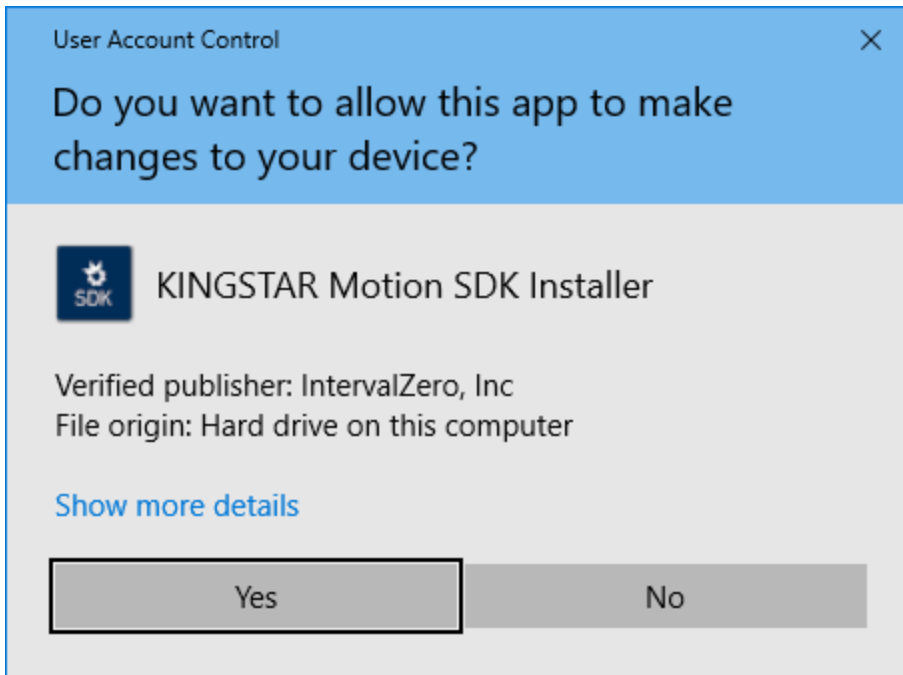 User Account Control
Do you want to allow this app to make
changes to your device?
SDK
KINGSTAR Motion SDK Installer
Verified publisher: IntervalZero, Inc
File origin: Hard drive on this computer
Show more details
Yes
No